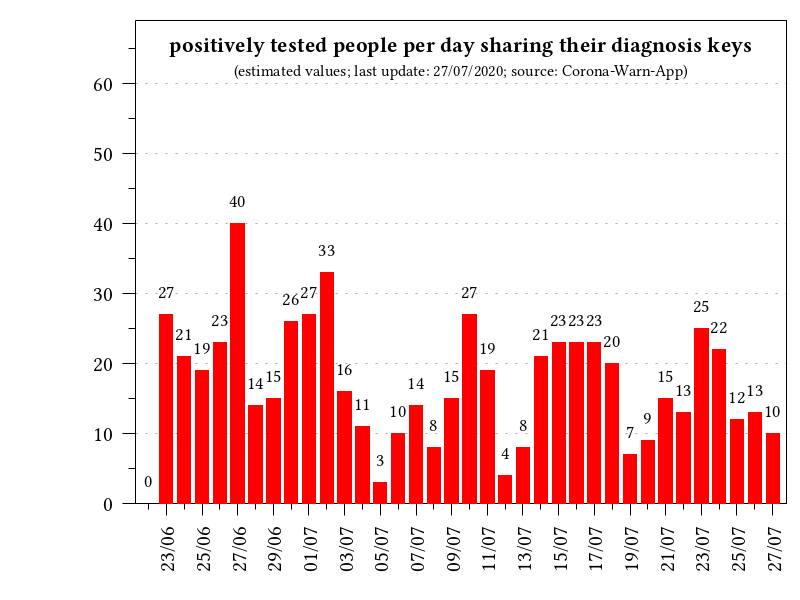 positively tested people per day sharing their diagnosis keys
(estimated values; last update: 27/07/2020; source: Corona-Warn-App)
60
50
40
30
20
10
0
0 27 21 19 23 40 14 15 26 27 33 16 11 3 10 14 8 15 27 19 4 8 21 23 23 23 20 7 9 15 13 25 22 12 13 10
23/06 25/06 27/06 29/06 01/07 03/07 05/07 07/07 09/07 11/07 13/07 15/07 17/07 19/07 21/07 23/07 25/07 27/07